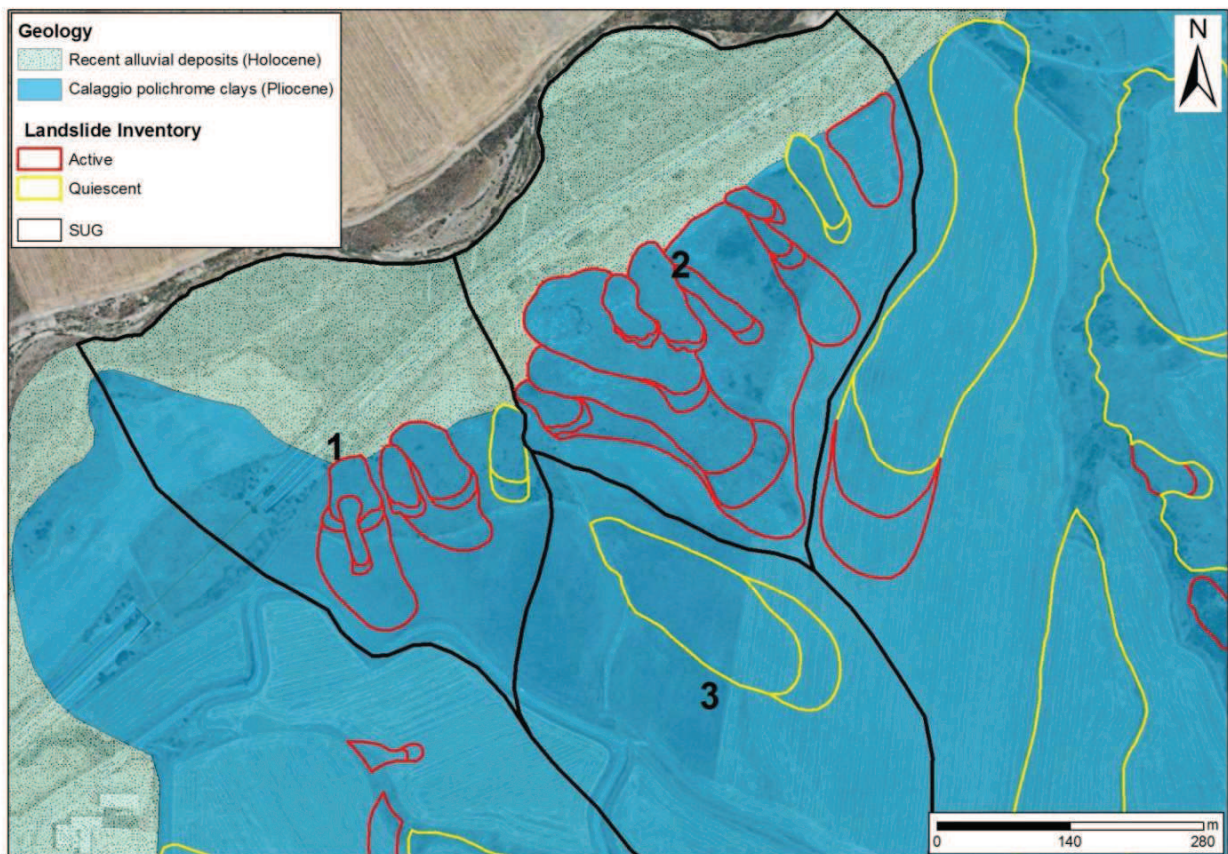 Geology
Recent alluvial deposits (Holocene)
Calaggio polichrome clays (Pliocene)
Landslide Inventory
Active
Quiescent
SUG
N
1
2
3
m
0 140 280